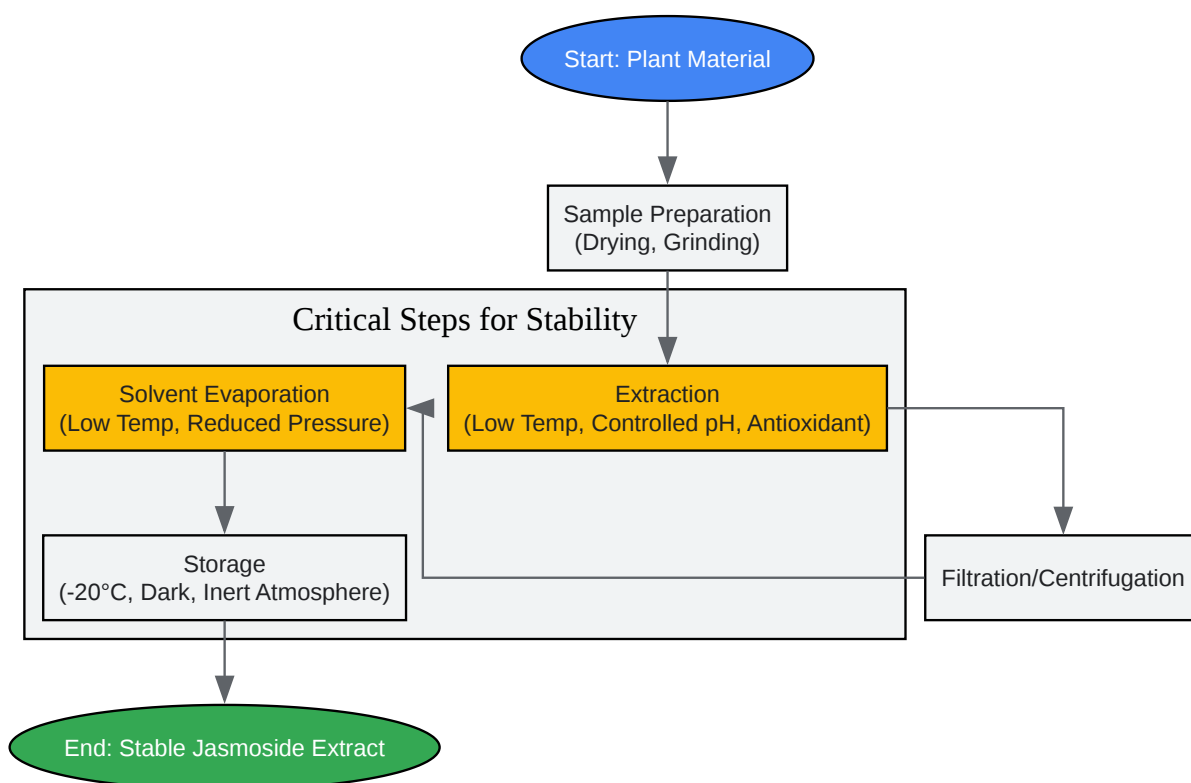 Start: Plant Material
Sample Preparation
(Drying, Grinding)
Critical Steps for Stability
Solvent Evaporation
(Low Temp, Reduced Pressure)
Extraction
(Low Temp, Controlled pH, Antioxidant)
Storage
(-20°C, Dark, Inert Atmosphere)
Filtration/Centrifugation
End: Stable Jasmoside Extract